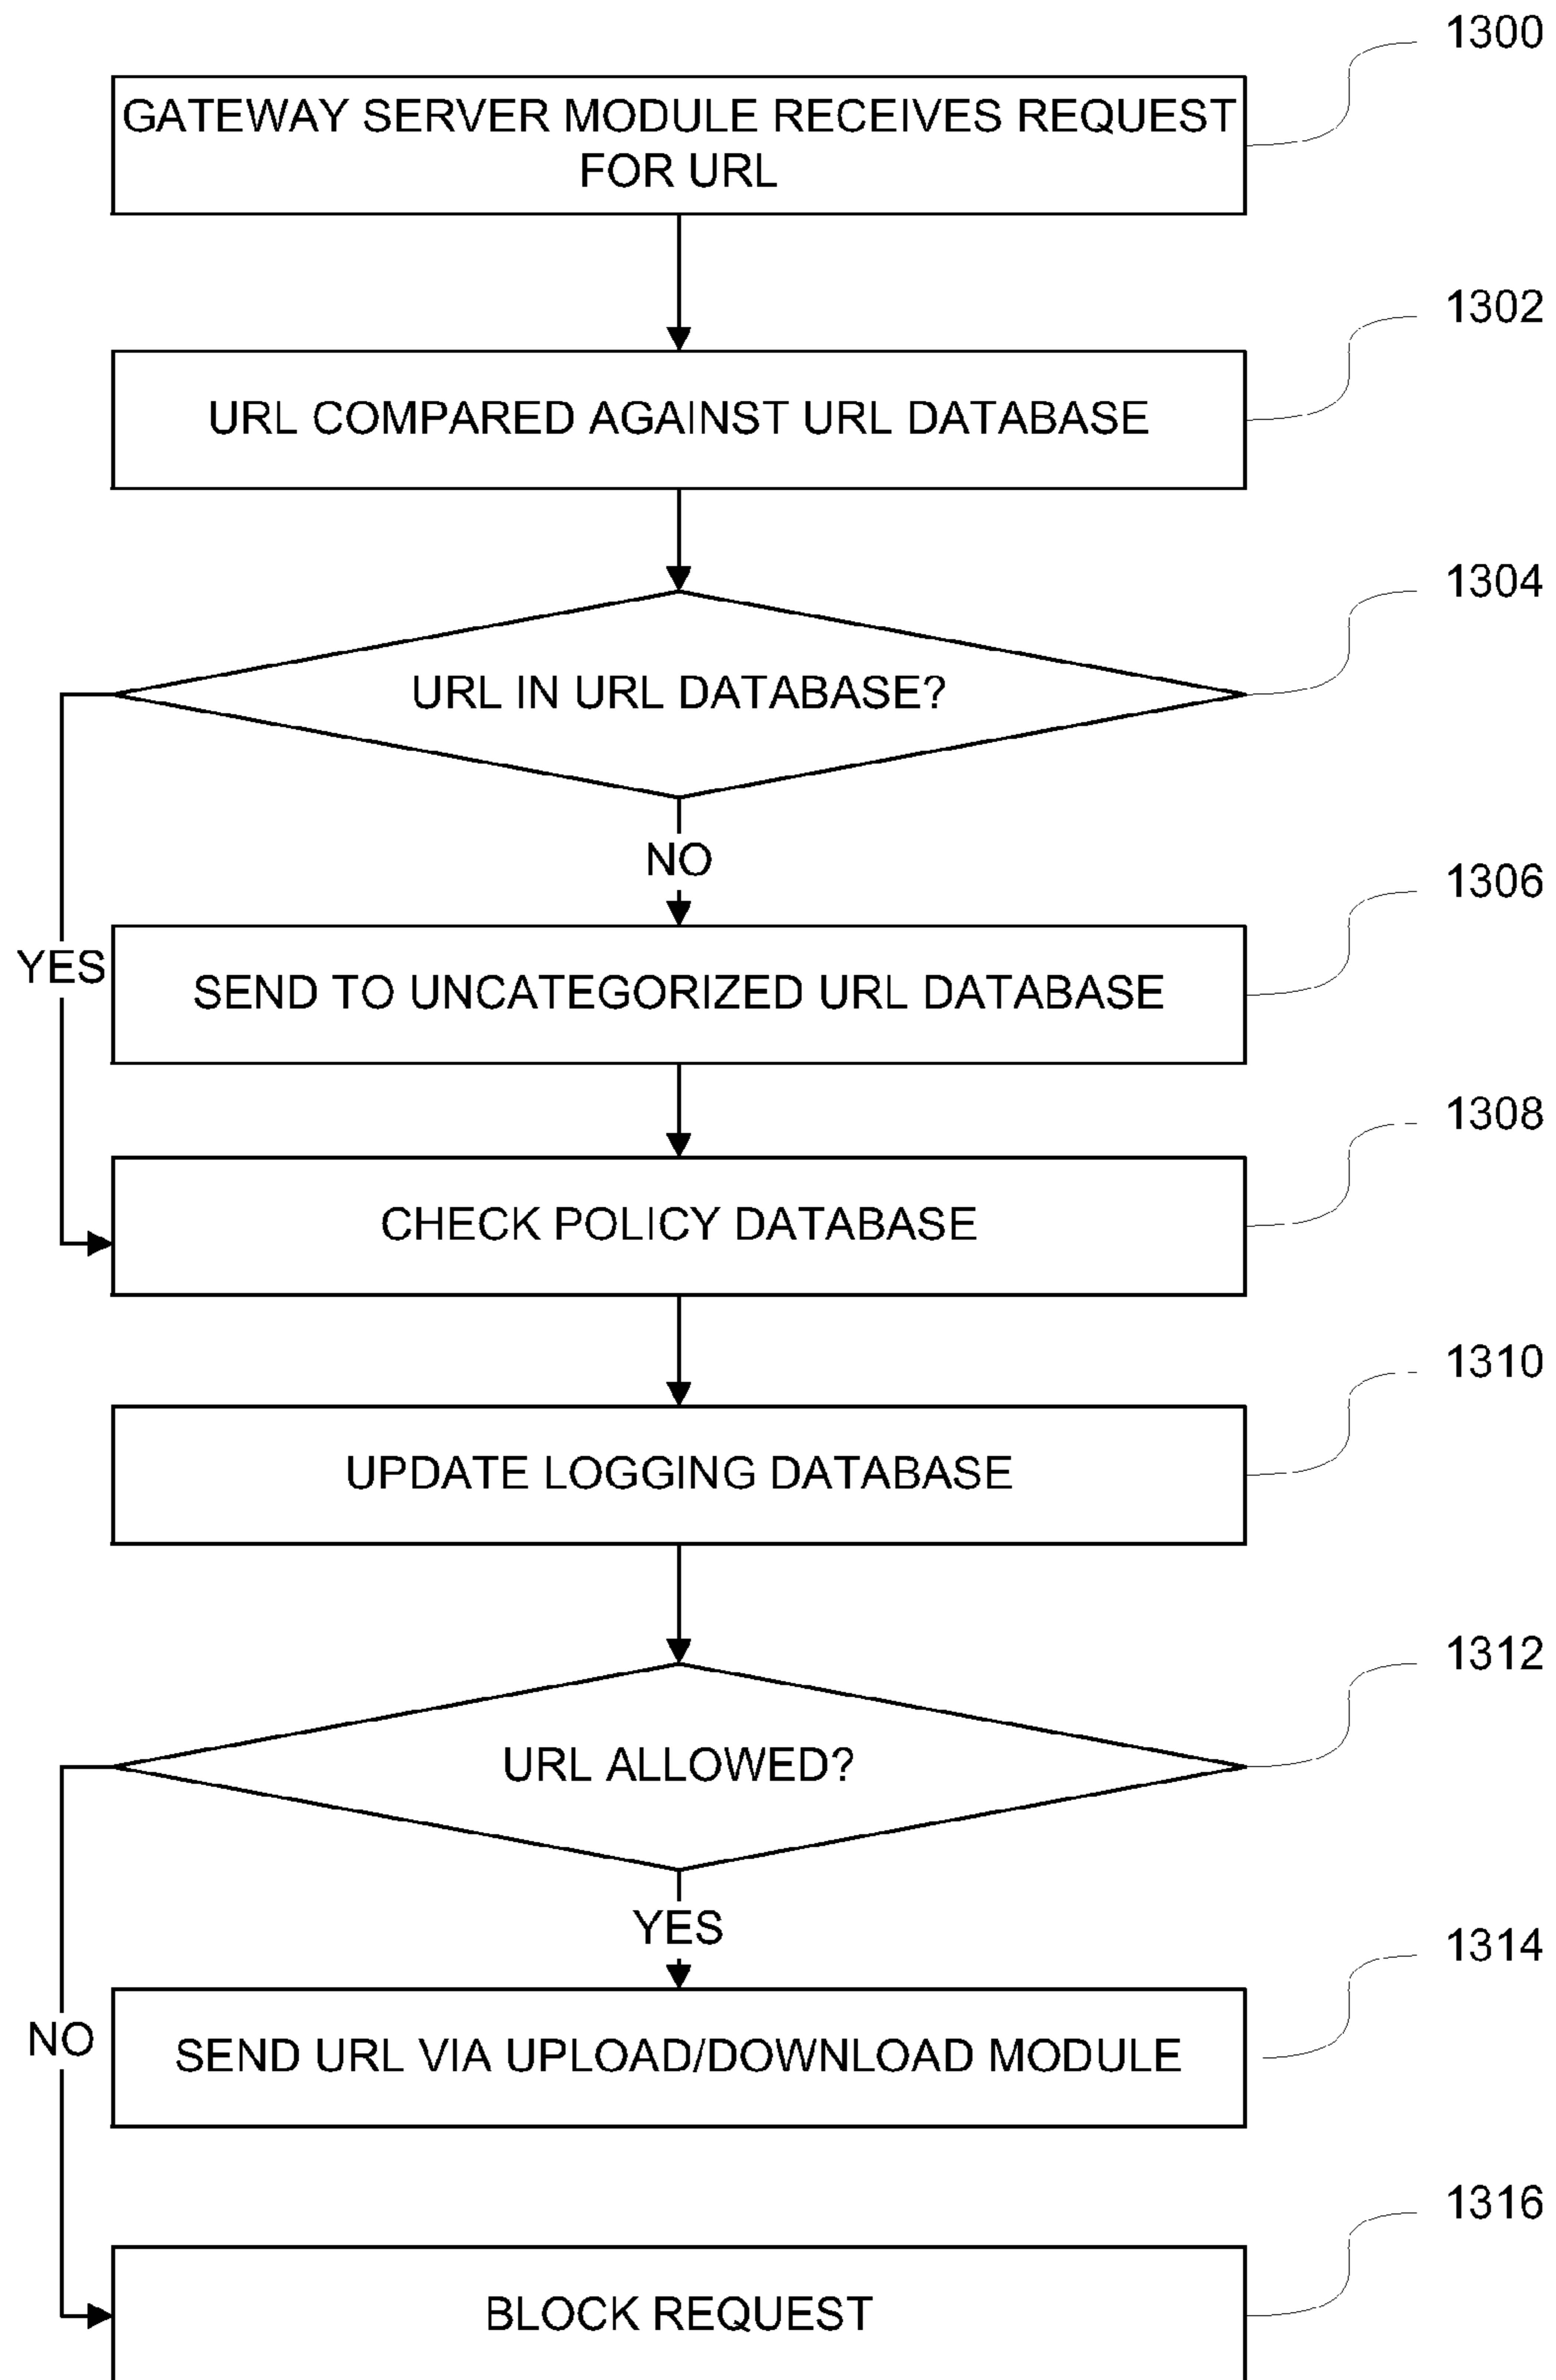 1300
GATEWAY SERVER MODULE RECEIVES REQUEST
FOR URL
1302
URL COMPARED AGAINST URL DATABASE
1304
URL IN URL DATABASE?
NO
1306
YES
SEND TO UNCATEGORIZED URL DATABASE
1308
CHECK POLICY DATABASE
1310
UPDATE LOGGING DATABASE
1312
URL ALLOWED?
YES
1314
NO
SEND URL VIA UPLOAD/DOWNLOAD MODULE
1316
BLOCK REQUEST